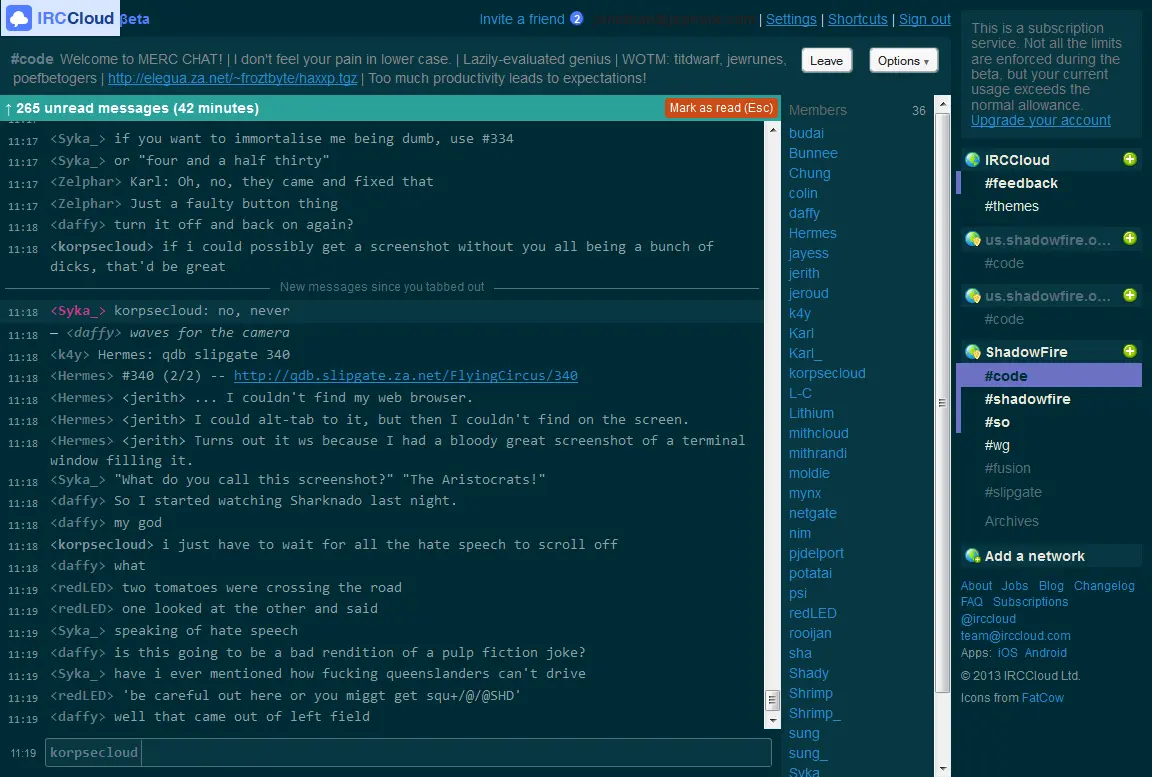 IRCCloud βeta
Invite a friend 2 | Settings | Shortcuts | Sign out
#code Welcome to MERC CHAT! | I don't feel your pain in lower case. | Lazily-evaluated genius | WOTM: titdwarf, jewrunes,
poefbetogers | http://elegua.za.net/~froztbyte/haxxp.tgz | Too much productivity leads to expectations!
Leave
Options ▾
↑ 265 unread messages (42 minutes)
Mark as read (Esc)
11:17 <Syka_> if you want to immortalise me being dumb, use #334
11:17 <Syka_> or "four and a half thirty"
11:17 <Zelphar> Karl: Oh, no, they came and fixed that
11:17 <Zelphar> Just a faulty button thing
11:18 <daffy> turn it off and back on again?
11:18 <korpsecloud> if i could possibly get a screenshot without you all being a bunch of
dicks, that'd be great
New messages since you tabbed out
11:18 <Syka_> korpsecloud: no, never
11:18 — <daffy> waves for the camera
11:18 <k4y> Hermes: qdb slipgate 340
11:18 <Hermes> #340 (2/2) -- http://qdb.slipgate.za.net/FlyingCircus/340
11:18 <Hermes> <jerith> ... I couldn't find my web browser.
11:18 <Hermes> <jerith> I could alt-tab to it, but then I couldn't find on the screen.
11:18 <Hermes> <jerith> Turns out it ws because I had a bloody great screenshot of a terminal
window filling it.
11:18 <Syka_> "What do you call this screenshot?" "The Aristocrats!"
11:18 <daffy> So I started watching Sharknado last night.
11:18 <daffy> my god
11:18 <korpsecloud> i just have to wait for all the hate speech to scroll off
11:18 <daffy> what
11:19 <redLED> two tomatoes were crossing the road
11:19 <redLED> one looked at the other and said
11:19 <Syka_> speaking of hate speech
11:19 <daffy> is this going to be a bad rendition of a pulp fiction joke?
11:19 <Syka_> have i ever mentioned how fucking queenslanders can't drive
11:19 <redLED> 'be careful out here or you miggt get squ+/@/@SHD'
11:19 <daffy> well that came out of left field
11:19 korpsecloud
Members 36
budai
Bunnee
Chung
colin
daffy
Hermes
jayess
jerith
jeroud
k4y
Karl
Karl_
korpsecloud
L-C
Lithium
mithcloud
mithrandi
moldie
mynx
netgate
nim
pjdelport
potatai
psi
redLED
rooijan
sha
Shady
Shrimp
Shrimp_
sung
sung_
Syka
This is a subscription
service. Not all the limits
are enforced during the
beta, but your current
usage exceeds the
normal allowance.
Upgrade your account
IRCCloud
#feedback
#themes
us.shadowfire.o...
#code
us.shadowfire.o...
#code
ShadowFire
#code
#shadowfire
#so
#wg
#fusion
#slipgate
Archives
Add a network
About Jobs Blog Changelog
FAQ Subscriptions
@irccloud
team@irccloud.com
Apps: iOS Android
© 2013 IRCCloud Ltd.
Icons from FatCow